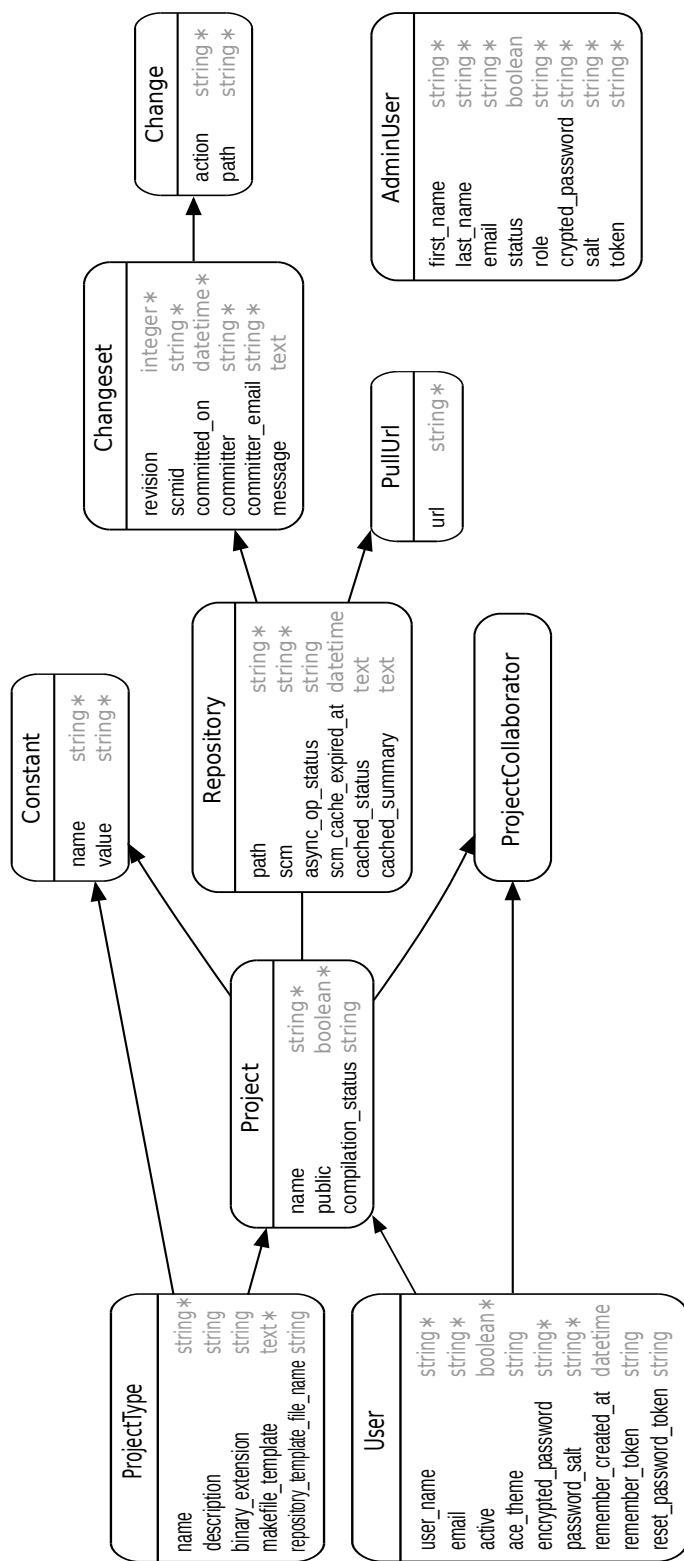 ProjectType
name string*
description string
binary_extension string
makefile_template text*
repository_template_file_name string
User
user_name string*
email string*
active boolean*
ace_theme string
encrypted_password string*
password_salt string*
remember_created_at datetime
remember_token string
reset_password_token string
Project
name string*
public boolean*
compilation_status string
Constant
name string*
value string*
Repository
path string*
scm string*
async_op_status string
scm_cache_expired_at datetime
cached_status text
cached_summary text
ProjectCollaborator
Changeset
revision integer*
scmid string*
committed_on datetime*
committer string*
committer_email string*
message text
PullUrl
url string*
Change
action string*
path string*
AdminUser
first_name string*
last_name string*
email string*
status boolean
role string*
crypted_password string*
salt string*
token string*